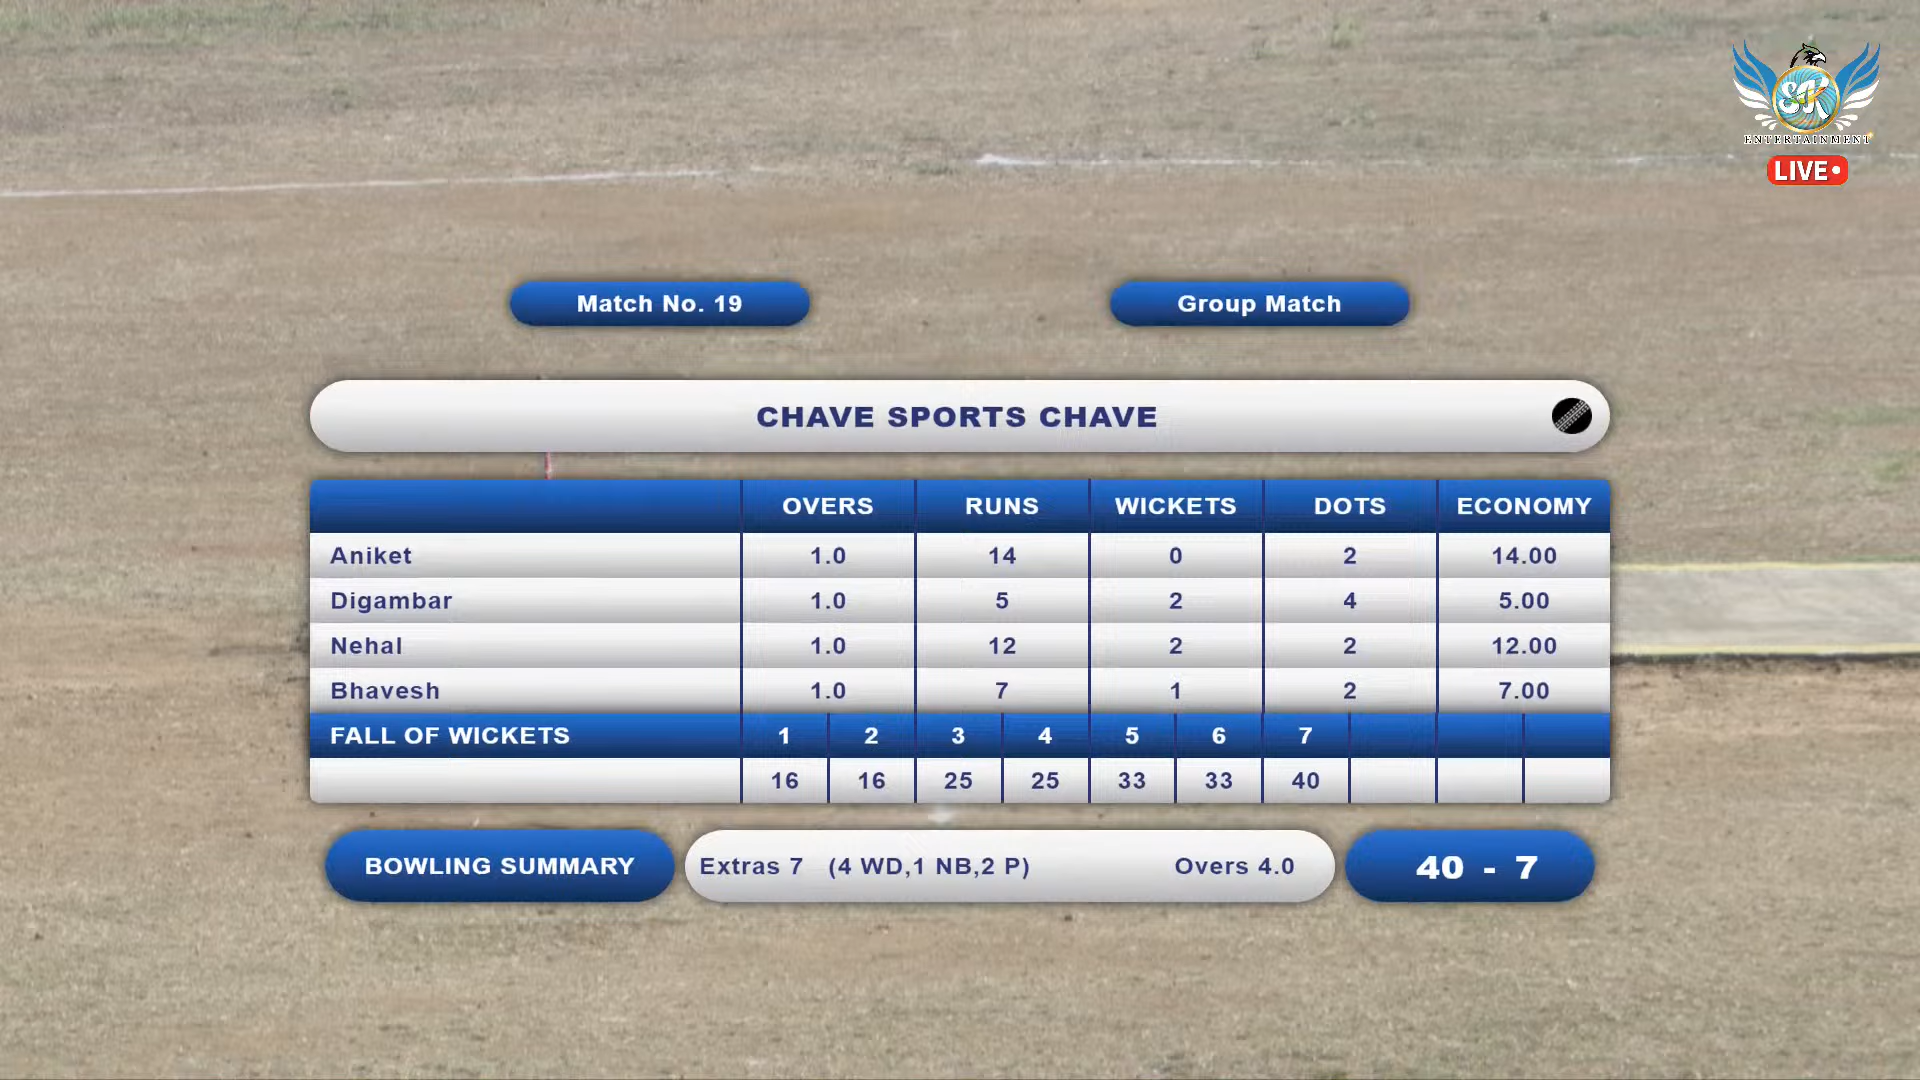 SR
ENTERTAINMENT
LIVE
Match No. 19
Group Match
CHAVE SPORTS CHAVE
OVERS RUNS WICKETS DOTS ECONOMY
Aniket 1.0 14 0 2 14.00
Digambar 1.0 5 2 4 5.00
Nehal 1.0 12 2 2 12.00
Bhavesh 1.0 7 1 2 7.00
FALL OF WICKETS 1 2 3 4 5 6 7
16 16 25 25 33 33 40
BOWLING SUMMARY
Extras 7 (4 WD,1 NB,2 P) Overs 4.0
40 - 7